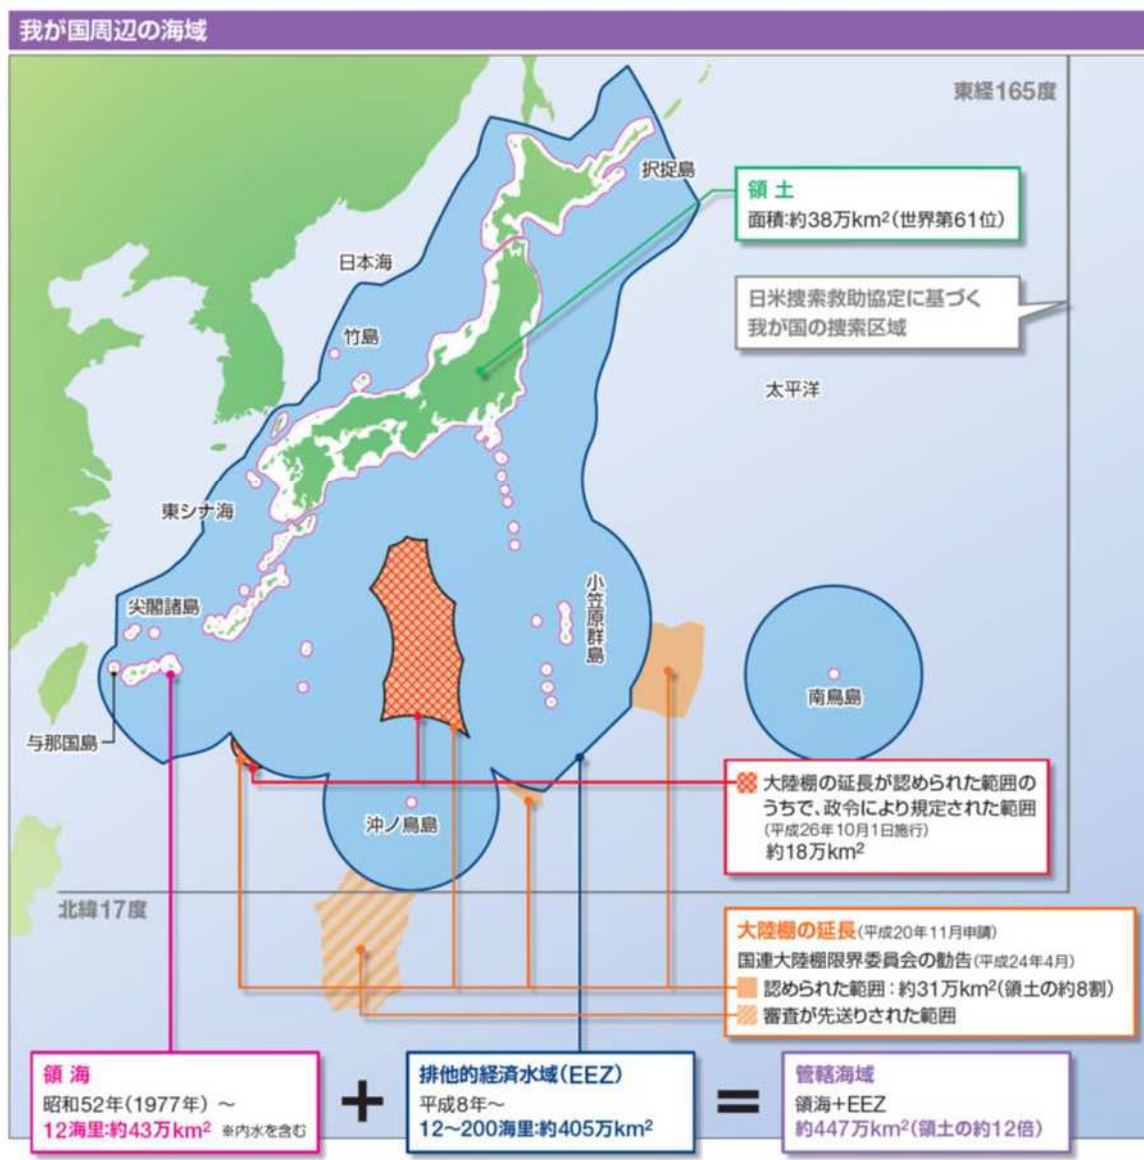 我が国周辺の海域
東経165度
択捉島
領土
面積:約38万km²(世界第61位)
日本海
日米捜索救助協定に基づく
我が国の捜索区域
竹島
太平洋
東シナ海
尖閣諸島
小笠原群島
南鳥島
与那国島
大陸棚の延長が認められた範囲の
うちで、政令により規定された範囲
(平成26年10月1日施行)
約18万km²
沖ノ鳥島
北緯17度
大陸棚の延長(平成20年11月申請)
国連大陸棚限界委員会の勧告(平成24年4月)
認められた範囲:約31万km²(領土の約8割)
審査が先送りされた範囲
領海
昭和52年(1977年) ～
12海里:約43万km² ※内水を含む
+
排他的経済水域(EEZ)
平成8年～
12～200海里:約405万km²
=
管轄海域
領海+EEZ
約447万km²(領土の約12倍)